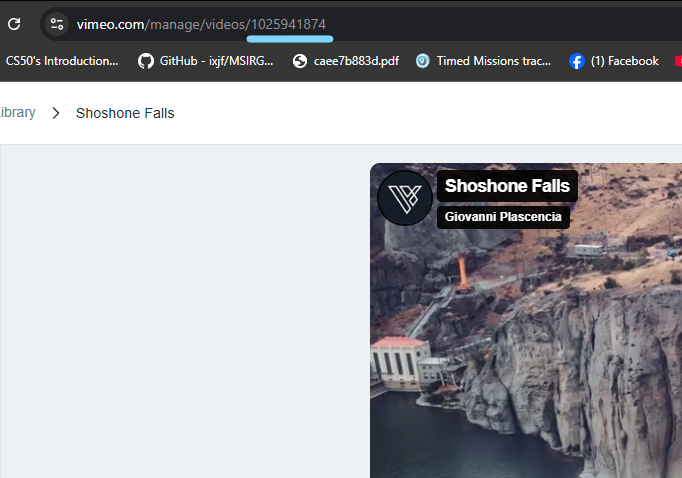 vimeo.com/manage/videos/1025941874
CS50's Introduction... GitHub - ixjf/MSIRG... caee7b883d.pdf Timed Missions trac... (1) Facebook
ibrary > Shoshone Falls
Shoshone Falls
Giovanni Plascencia